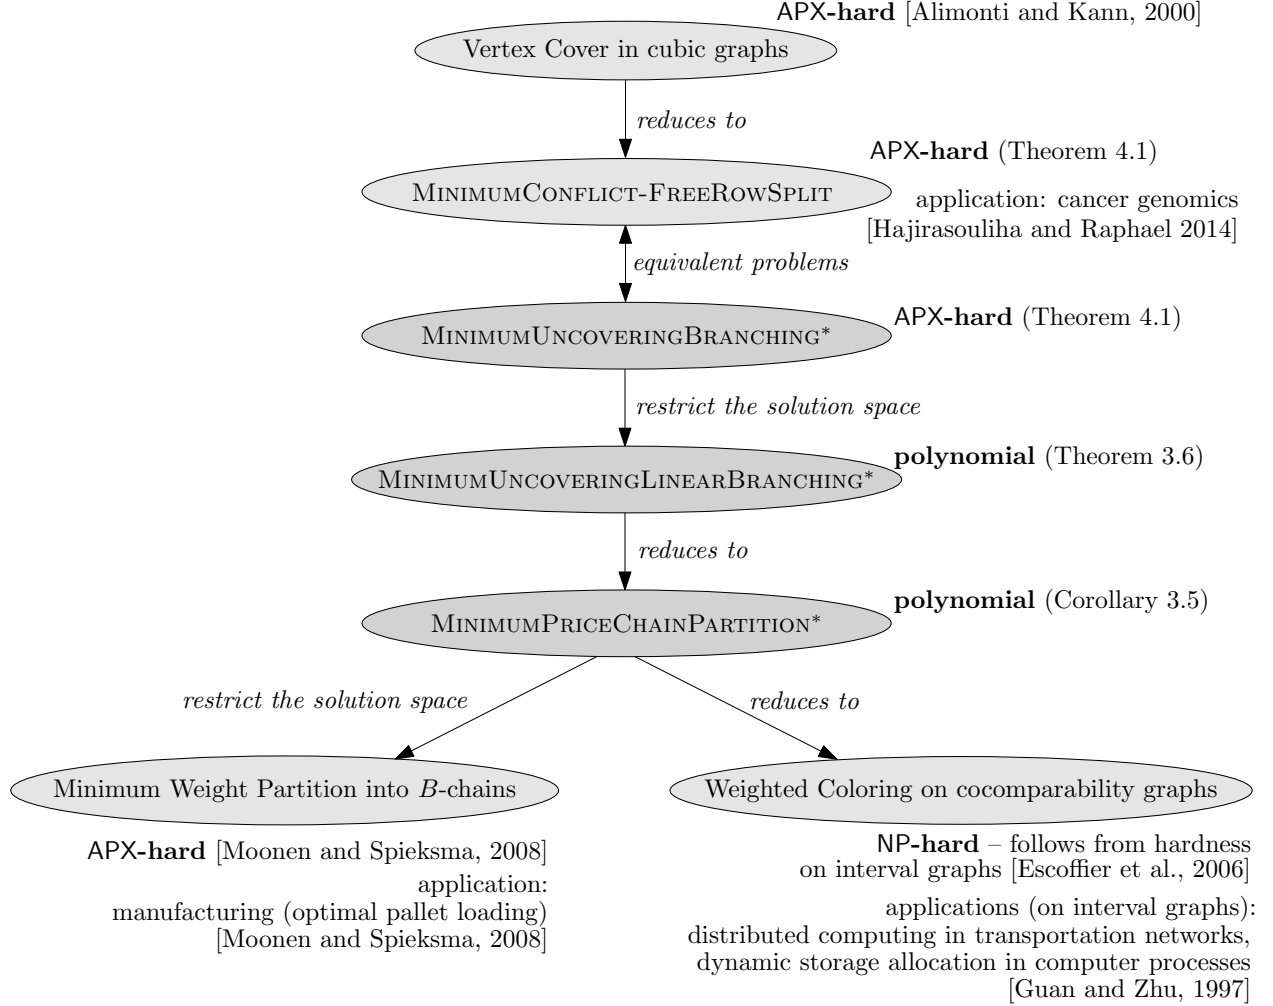 APX-hard [Alimonti and Kann, 2000]
Vertex Cover in cubic graphs
reduces to
APX-hard (Theorem 4.1)
MINIMUMCONFLICT-FREEROWSPLIT
application: cancer genomics
[Hajirasouliha and Raphael 2014]
equivalent problems
APX-hard (Theorem 4.1)
MINIMUMUNCOVERINGBRANCHING*
restrict the solution space
polynomial (Theorem 3.6)
MINIMUMUNCOVERINGLINEARBRANCHING*
reduces to
polynomial (Corollary 3.5)
MINIMUMPRICECHAINPARTITION*
restrict the solution space
reduces to
Minimum Weight Partition into B-chains
APX-hard [Moonen and Spieksma, 2008]
application:
manufacturing (optimal pallet loading)
[Moonen and Spieksma, 2008]
Weighted Coloring on cocomparability graphs
NP-hard – follows from hardness
on interval graphs [Escoffier et al., 2006]
applications (on interval graphs):
distributed computing in transportation networks,
dynamic storage allocation in computer processes
[Guan and Zhu, 1997]